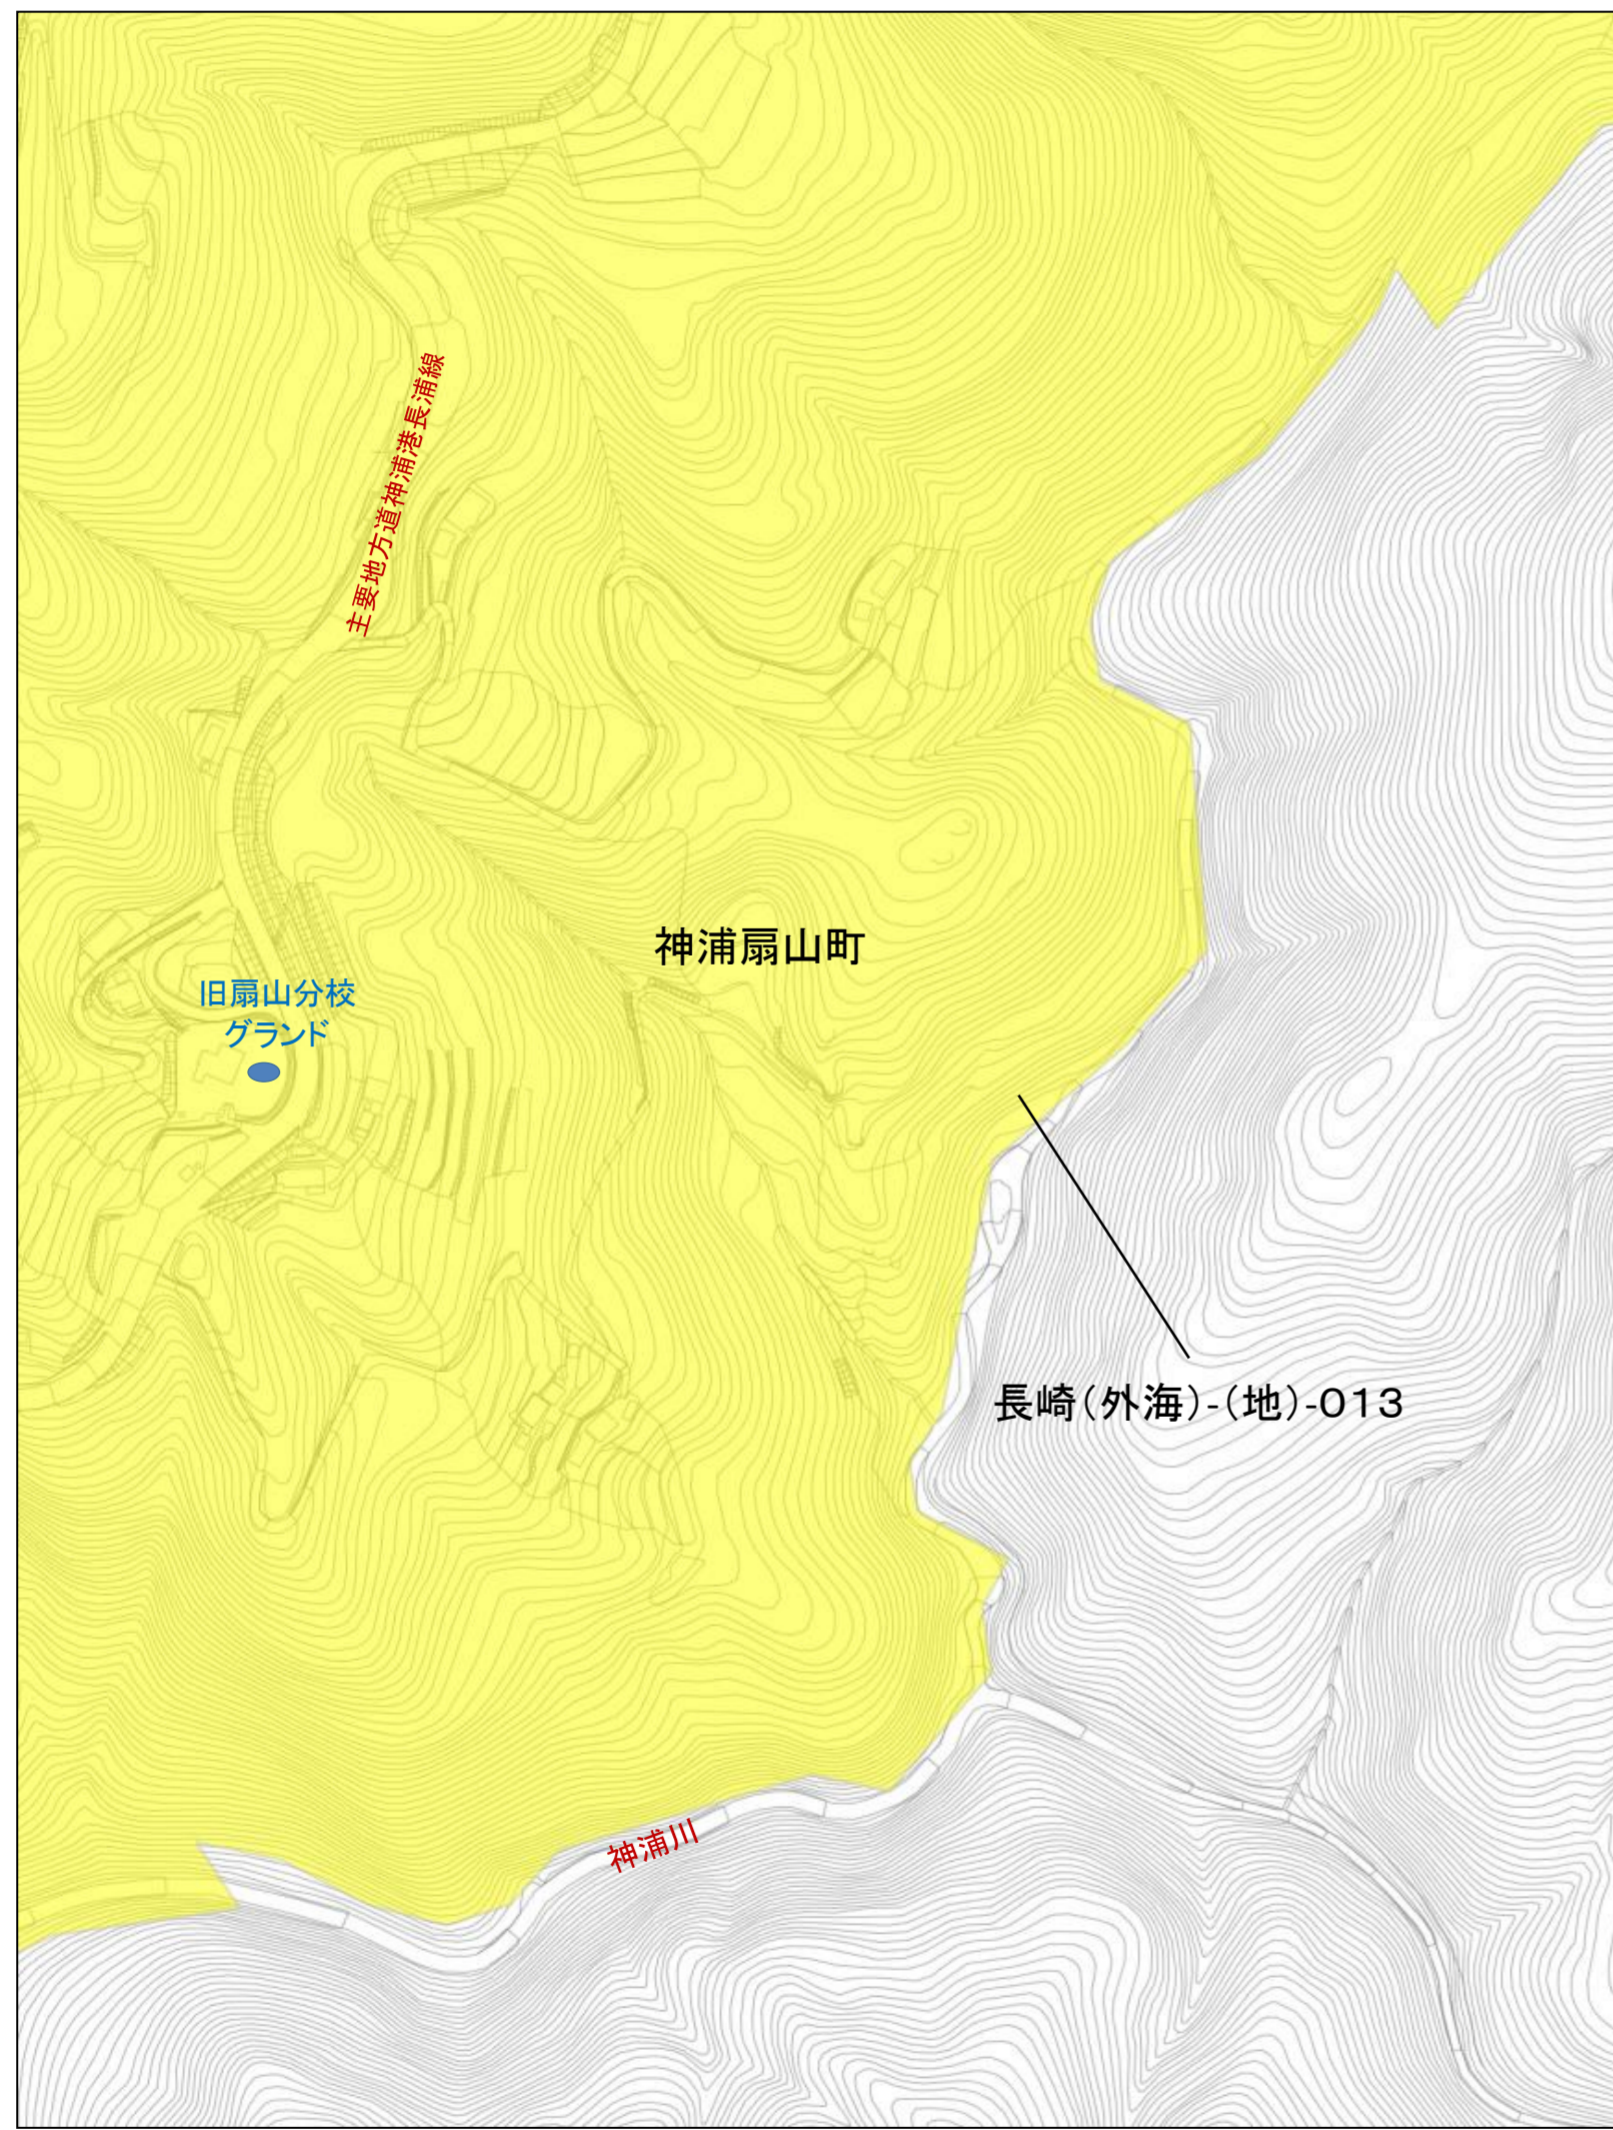 主要地方道神浦港長浦線
神浦扇山町
旧扇山分校
グランド
長崎（外海）-（地）-013
神浦川